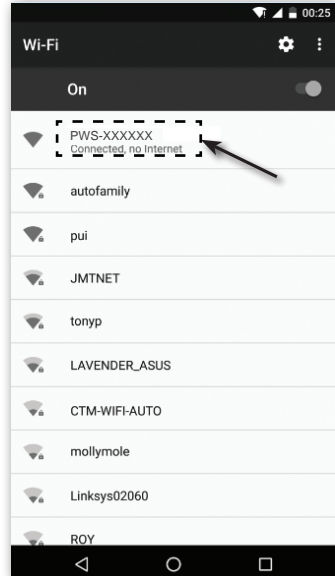 00:25
Wi-Fi
On
PWS-XXXXXX
Connected, no Internet
autofamily
pui
JMTNET
tonyp
LAVENDER_ASUS
CTM-WIFI-AUTO
mollymole
Linksys02060
ROY